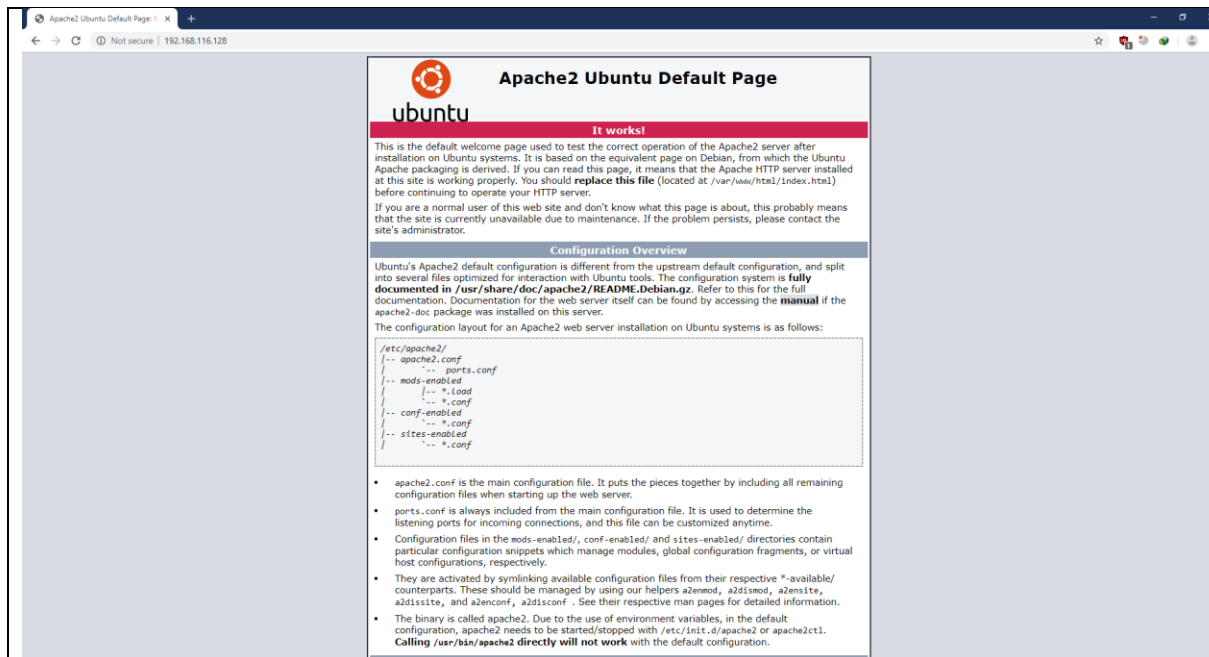 Apache2 Ubuntu Default Page: It
Not secure | 192.168.116.128
ubuntu
Apache2 Ubuntu Default Page
It works!
This is the default welcome page used to test the correct operation of the Apache2 server after
installation on Ubuntu systems. It is based on the equivalent page on Debian, from which the Ubuntu
Apache packaging is derived. If you can read this page, it means that the Apache HTTP server installed
at this site is working properly. You should replace this file (located at /var/www/html/index.html)
before continuing to operate your HTTP server.
If you are a normal user of this web site and don't know what this page is about, this probably means
that the site is currently unavailable due to maintenance. If the problem persists, please contact the
site's administrator.
Configuration Overview
Ubuntu's Apache2 default configuration is different from the upstream default configuration, and split
into several files optimized for interaction with Ubuntu tools. The configuration system is fully
documented in /usr/share/doc/apache2/README.Debian.gz. Refer to this for the full
documentation. Documentation for the web server itself can be found by accessing the manual if the
apache2-doc package was installed on this server.
The configuration layout for an Apache2 web server installation on Ubuntu systems is as follows:
/etc/apache2/
|-- apache2.conf
|       `--  ports.conf
|-- mods-enabled
|       |-- *.load
|       `-- *.conf
|-- conf-enabled
|       `-- *.conf
|-- sites-enabled
|       `-- *.conf
• apache2.conf is the main configuration file. It puts the pieces together by including all remaining
configuration files when starting up the web server.
• ports.conf is always included from the main configuration file. It is used to determine the
listening ports for incoming connections, and this file can be customized anytime.
• Configuration files in the mods-enabled/, conf-enabled/ and sites-enabled/ directories contain
particular configuration snippets which manage modules, global configuration fragments, or virtual
host configurations, respectively.
• They are activated by symlinking available configuration files from their respective *-available/
counterparts. These should be managed by using our helpers a2enmod, a2dismod, a2ensite,
a2dissite, and a2enconf, a2disconf . See their respective man pages for detailed information.
• The binary is called apache2. Due to the use of environment variables, in the default
configuration, apache2 needs to be started/stopped with /etc/init.d/apache2 or apache2ctl.
Calling /usr/bin/apache2 directly will not work with the default configuration.